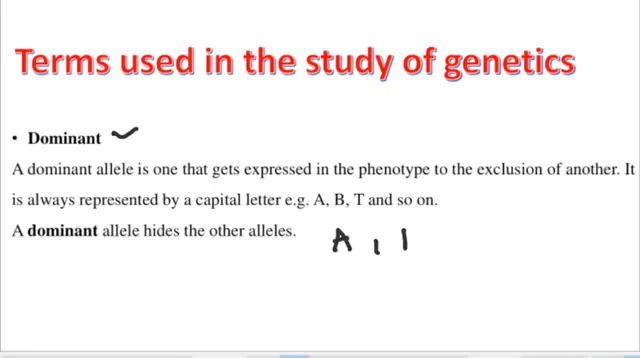 Terms used in the study of genetics
• Dominant
A dominant allele is one that gets expressed in the phenotype to the exclusion of another. It
is always represented by a capital letter e.g. A, B, T and so on.
A dominant allele hides the other alleles.
A ,